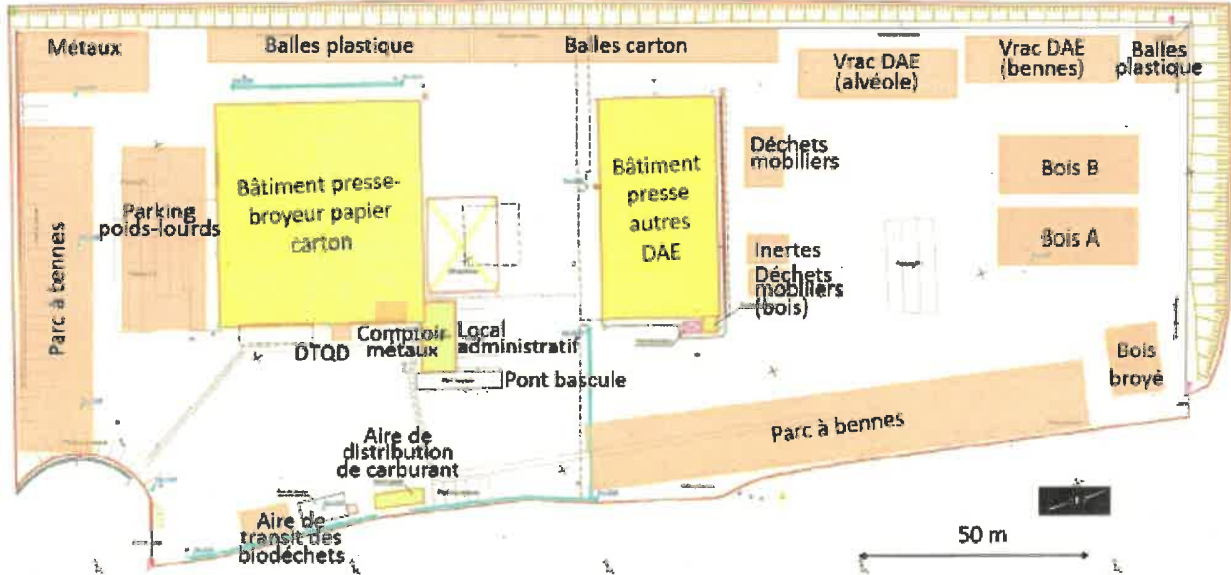 Métaux
Balles plastique
Balles carton
Vrac DAE
(alvéole)
Vrac DAE
(bennes)
Balles
plastique
Parc à bennes
Parking
poids-lourds
Bâtiment presse-
broyeur papier
carton
Bâtiment
presse
autres
DAE
Déchets
mobiliers
Inertes
Déchets
mobiliers
(bois)
Bois B
Bois A
Bois
broyé
DTQD
Comptoir
métaux
Local
administratif
Pont bascule
Parc à bennes
Aire de
distribution
de carburant
Aire de
transit des
biodéchets
50 m